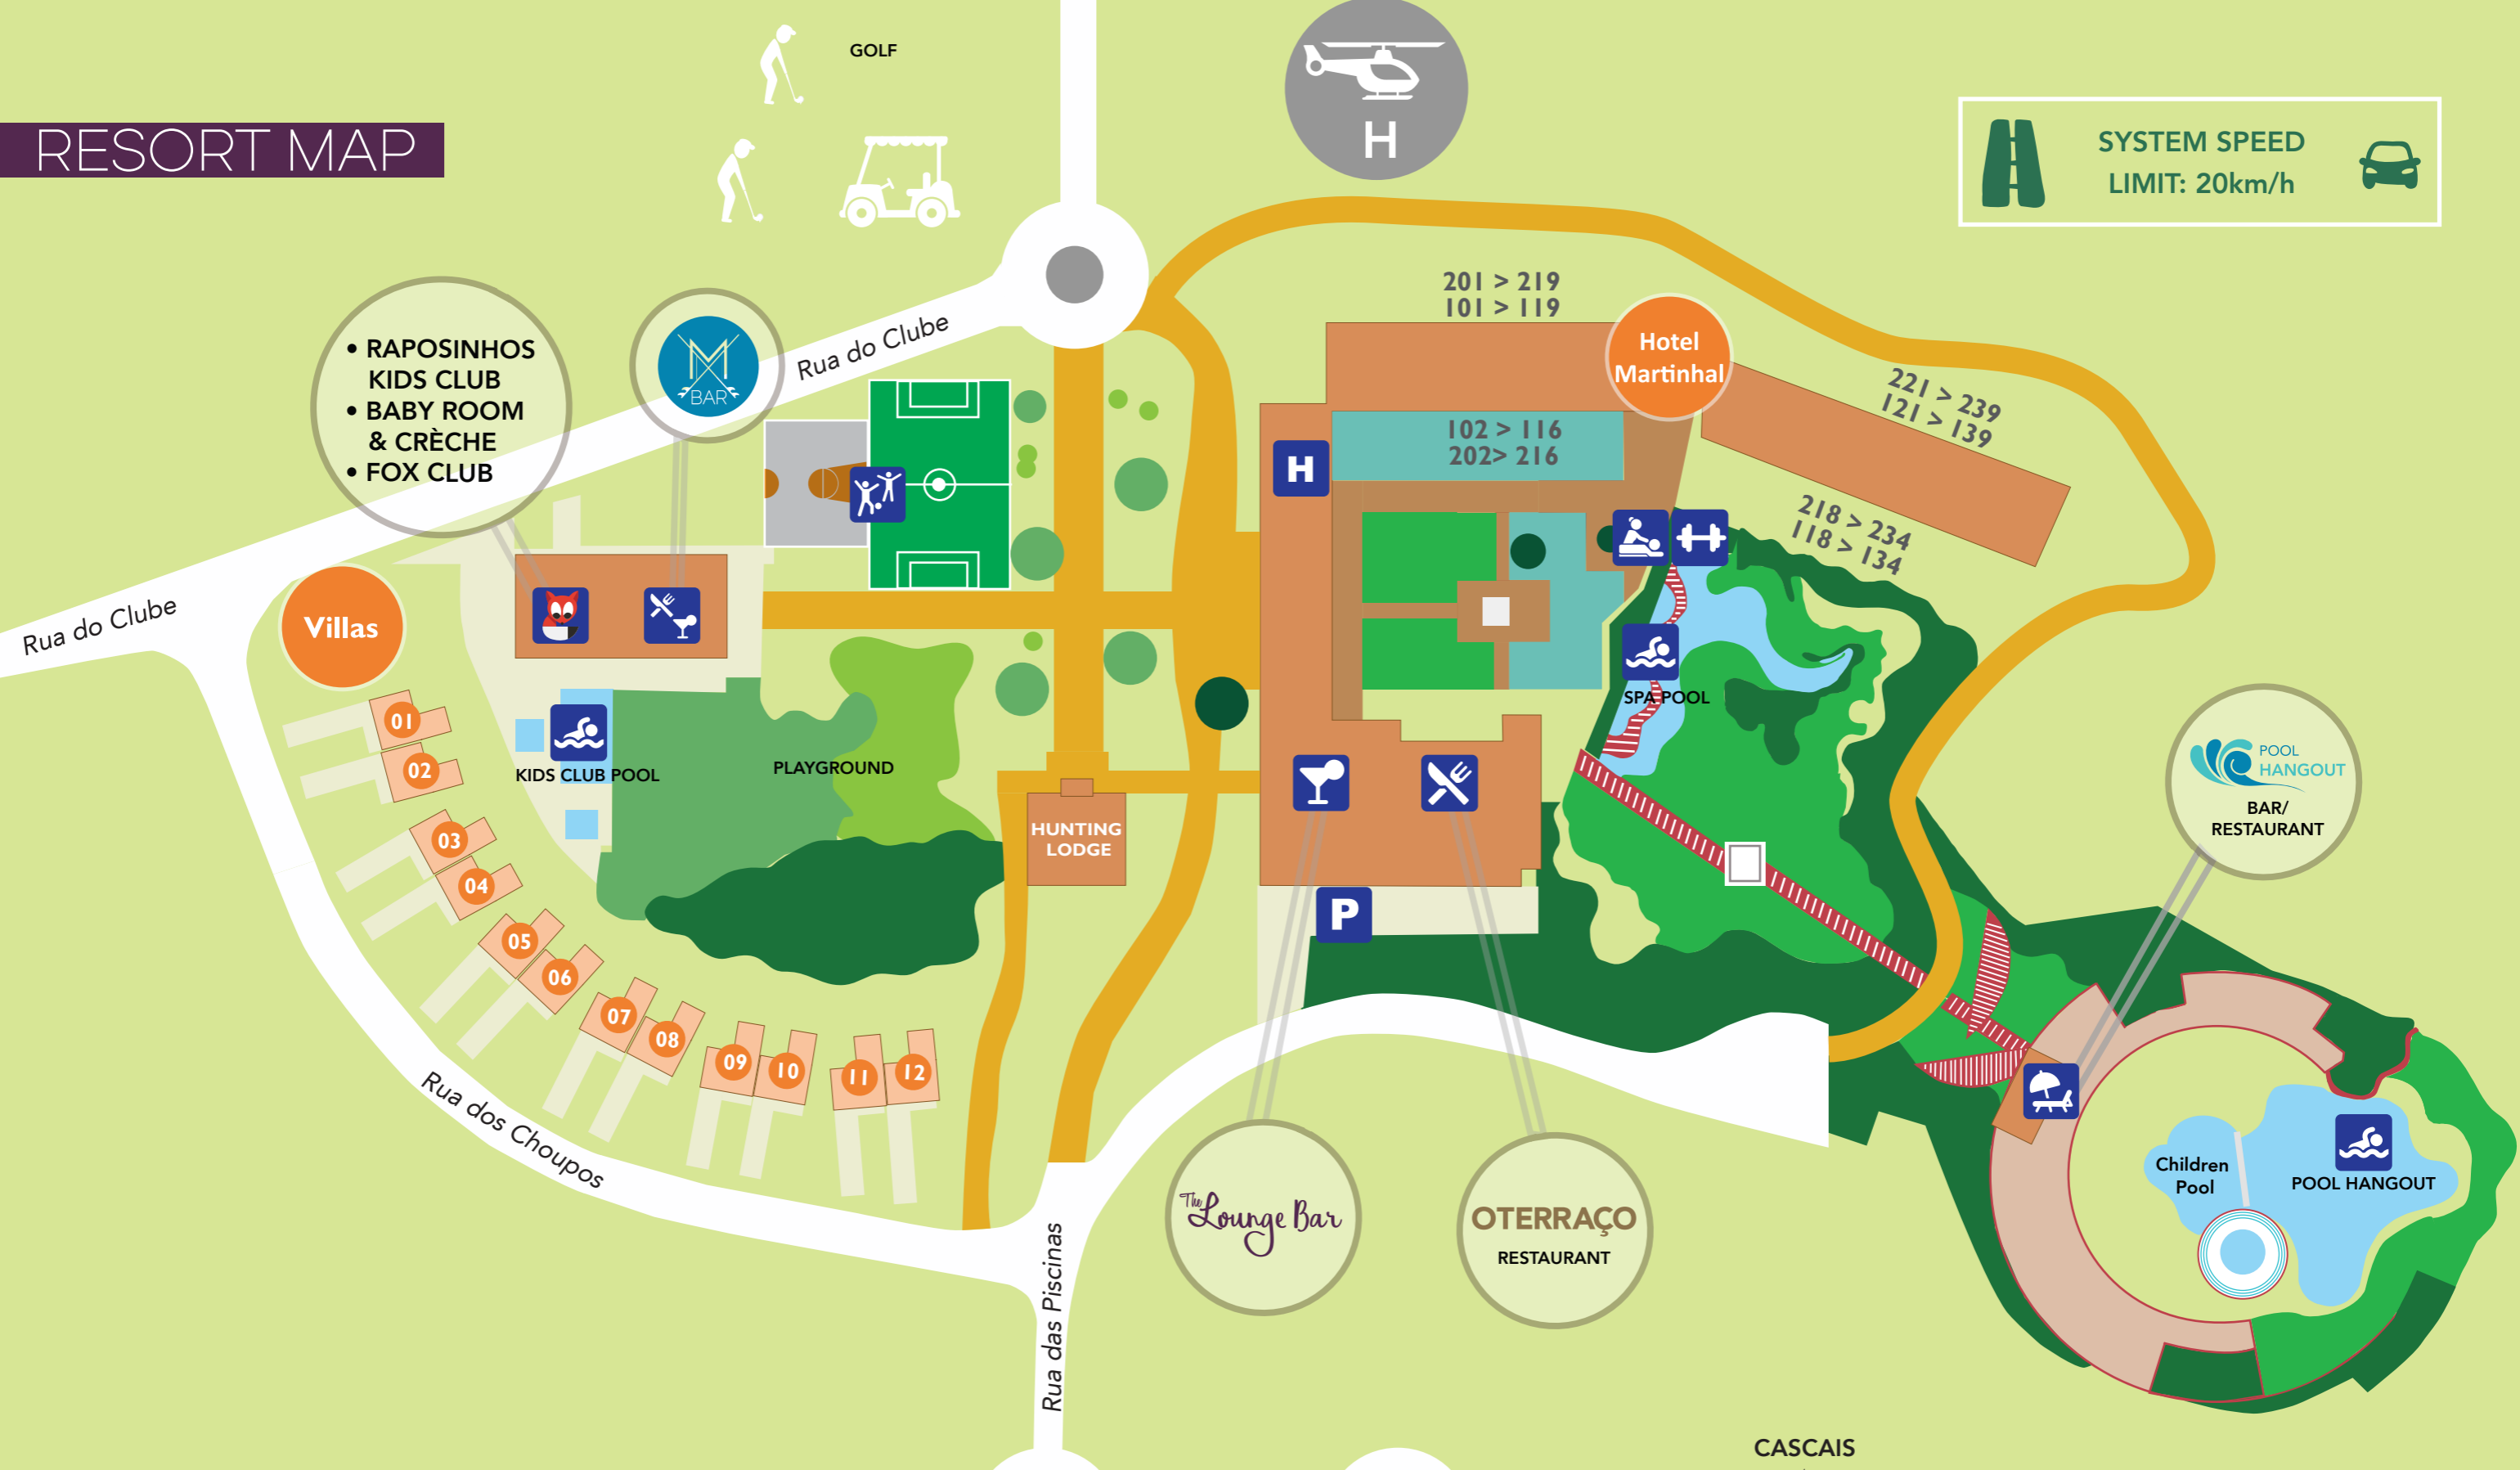 GOLF
H
RESORT MAP
SYSTEM SPEED
LIMIT: 20km/h
201 > 219
101 > 119
Hotel
Martinhal
• RAPOSINHOS
KIDS CLUB
• BABY ROOM
& CRÈCHE
• FOX CLUB
M
BAR
Rua do Clube
221 > 239
121 > 139
102 > 116
202> 216
H
218 > 234
118 > 134
Rua do Clube
Villas
SPA POOL
01
02
KIDS CLUB POOL
PLAYGROUND
POOL
HANGOUT
BAR/
RESTAURANT
03
04
HUNTING
LODGE
P
05
06
07
08
09
10
11
12
Rua dos Choupos
Children
Pool
POOL HANGOUT
The
Lounge Bar
OTERRAÇO
RESTAURANT
Rua das Piscinas
CASCAIS